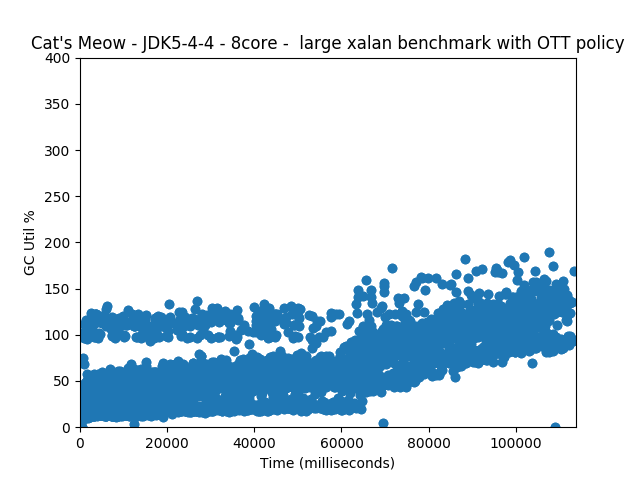 Cat's Meow - JDK5-4-4 - 8core -  large xalan benchmark with OTT policy
400
350
300
250
200
150
100
50
0
GC Util %
0 20000 40000 60000 80000 100000
Time (milliseconds)